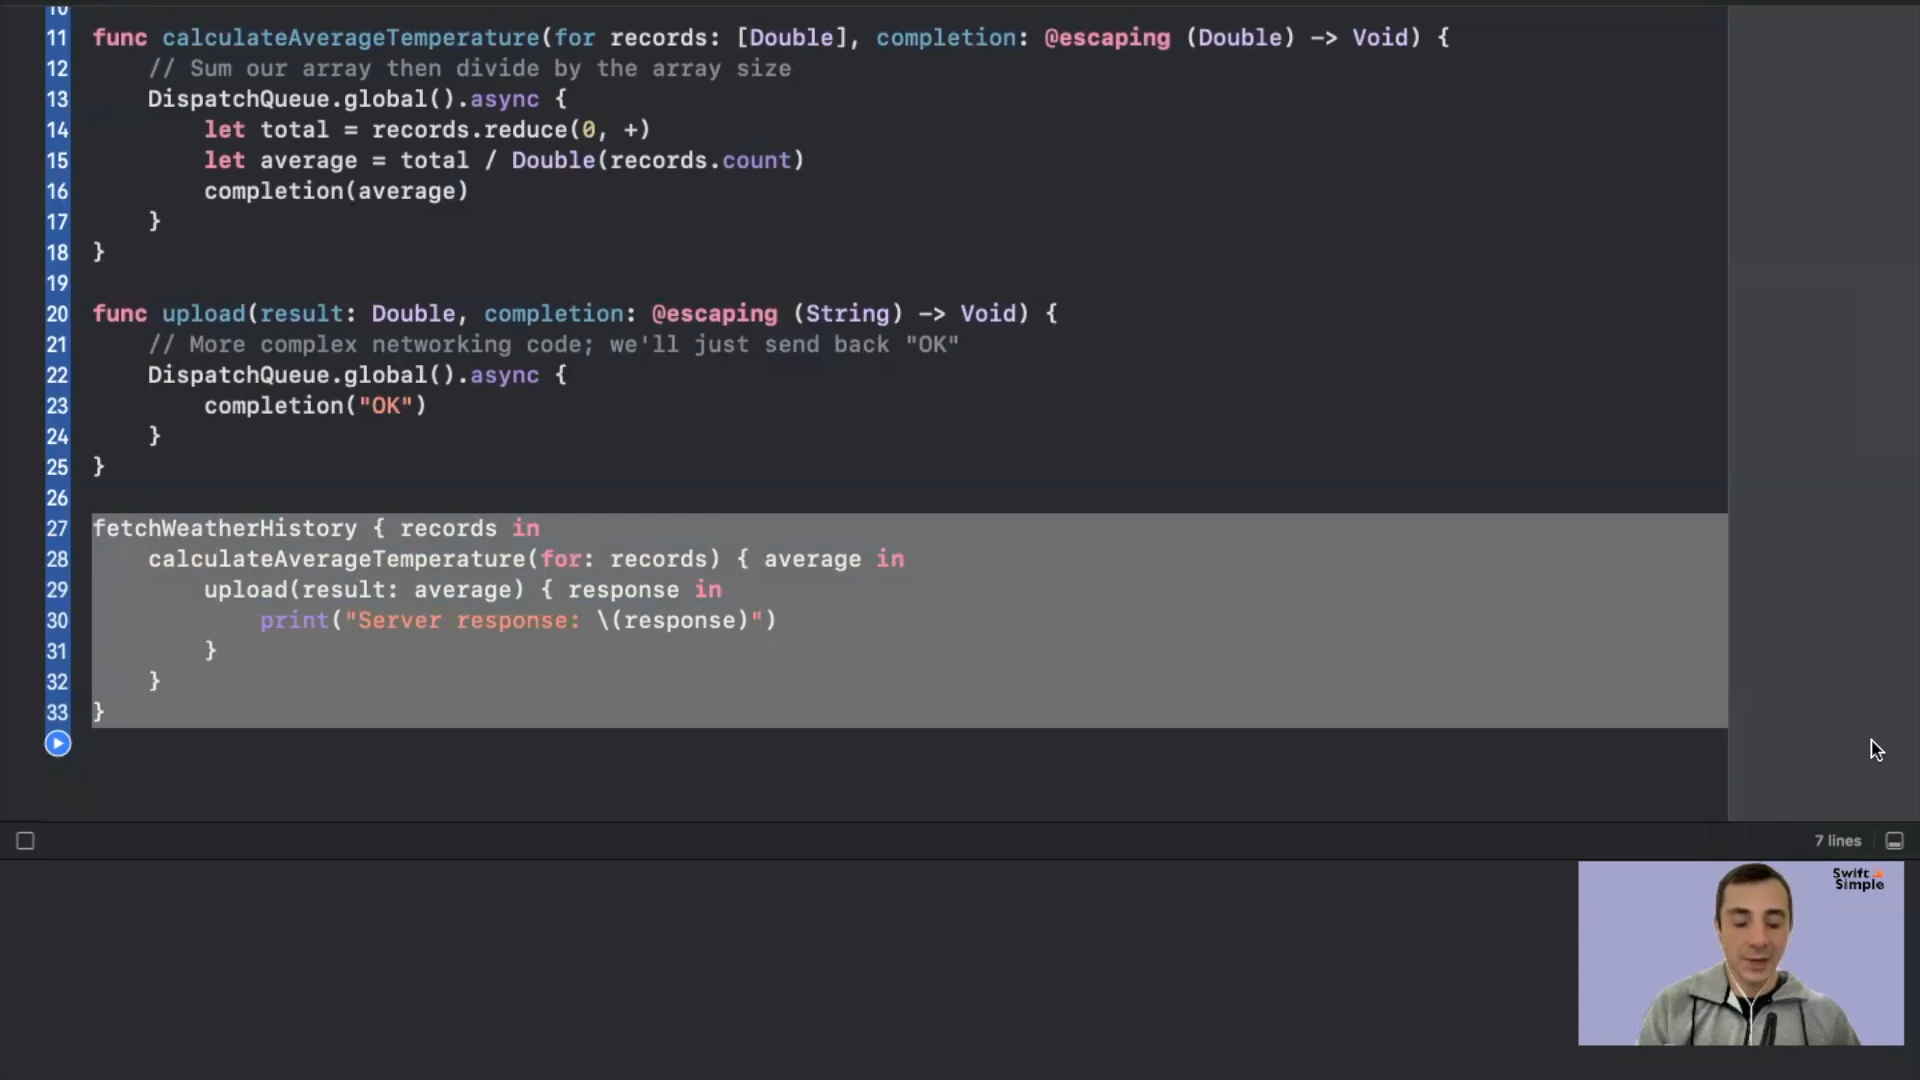 10
11 func calculateAverageTemperature(for records: [Double], completion: @escaping (Double) -> Void) {
12     // Sum our array then divide by the array size
13     DispatchQueue.global().async {
14         let total = records.reduce(0, +)
15         let average = total / Double(records.count)
16         completion(average)
17     }
18 }
19
20 func upload(result: Double, completion: @escaping (String) -> Void) {
21     // More complex networking code; we'll just send back "OK"
22     DispatchQueue.global().async {
23         completion("OK")
24     }
25 }
26
27 fetchWeatherHistory { records in
28     calculateAverageTemperature(for: records) { average in
29         upload(result: average) { response in
30             print("Server response: \(response)")
31         }
32     }
33 }
7 lines
Swift
Simple